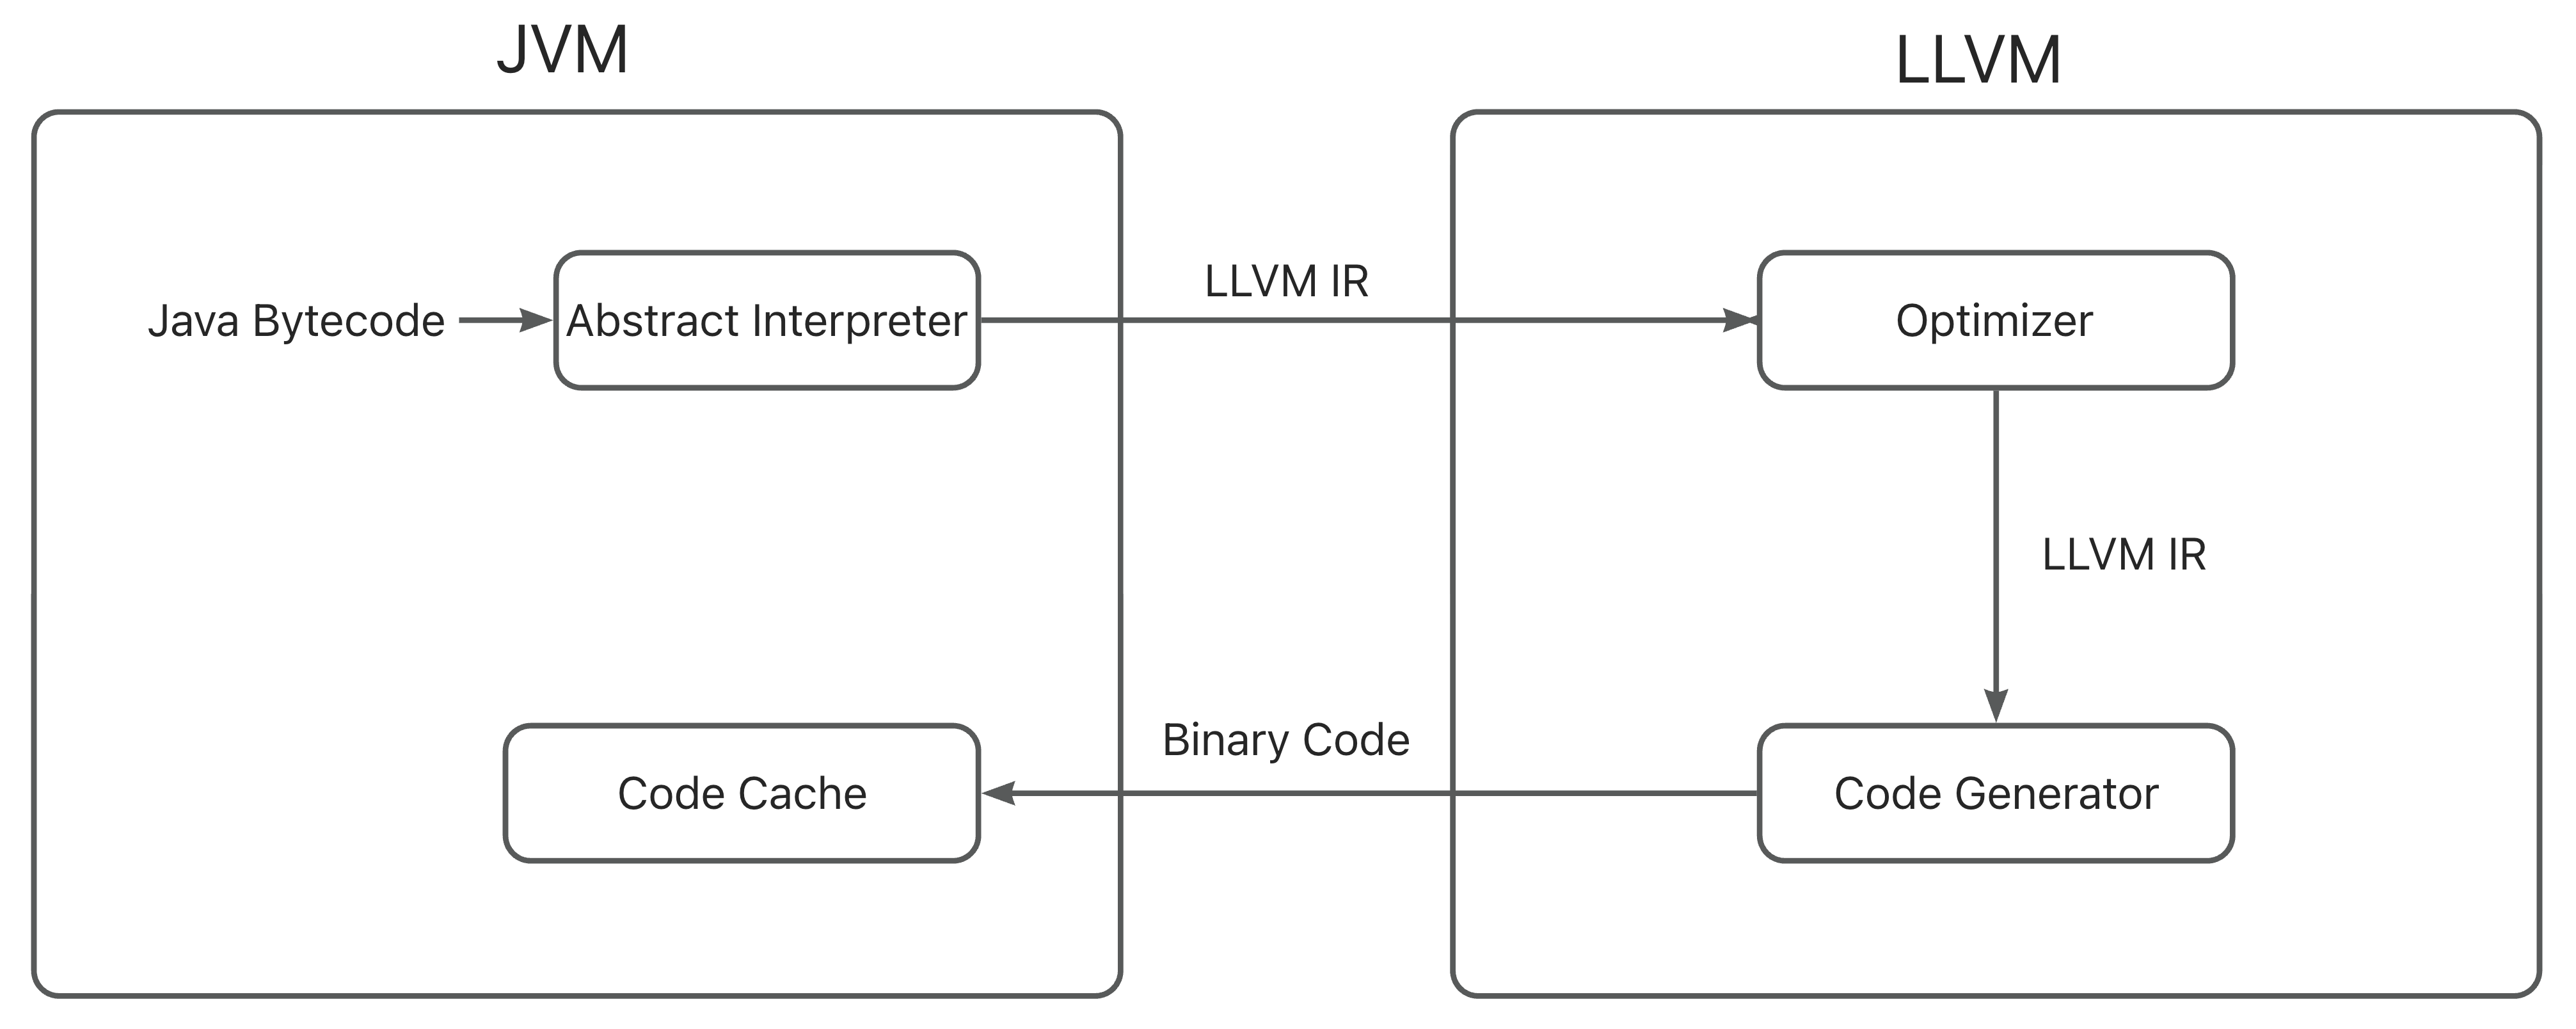 JVM
LLVM
Java Bytecode
Abstract Interpreter
LLVM IR
Optimizer
LLVM IR
Code Cache
Binary Code
Code Generator